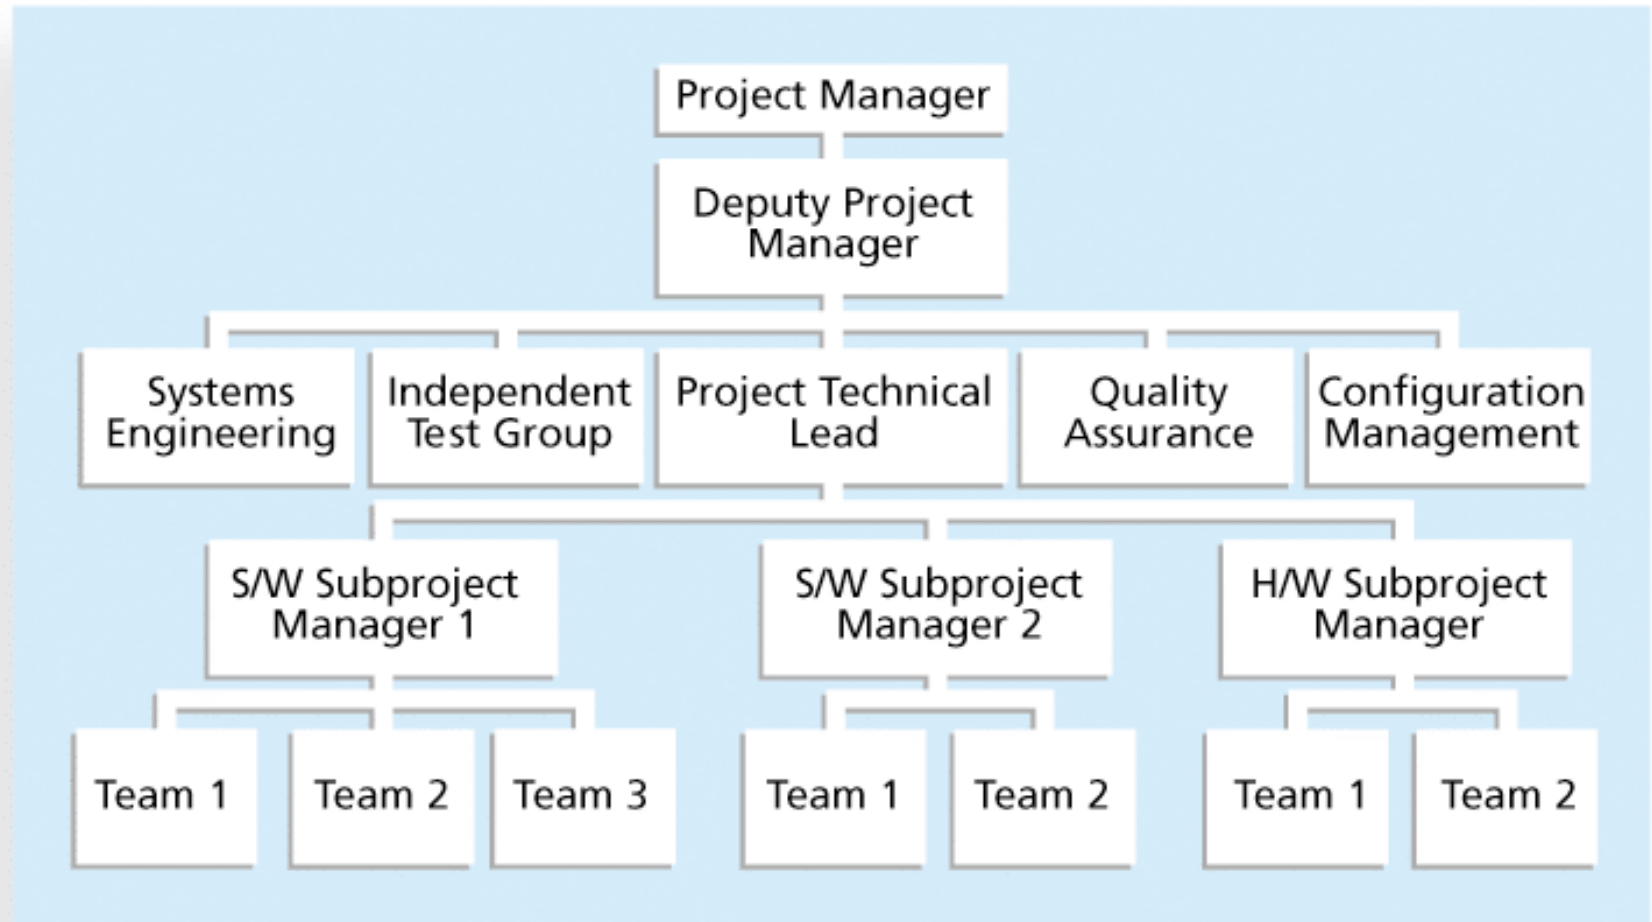 Project Manager
Deputy Project
Manager
Systems
Engineering
Independent
Test Group
Project Technical
Lead
Quality
Assurance
Configuration
Management
S/W Subproject
Manager 1
S/W Subproject
Manager 2
H/W Subproject
Manager
Team 1
Team 2
Team 3
Team 1
Team 2
Team 1
Team 2